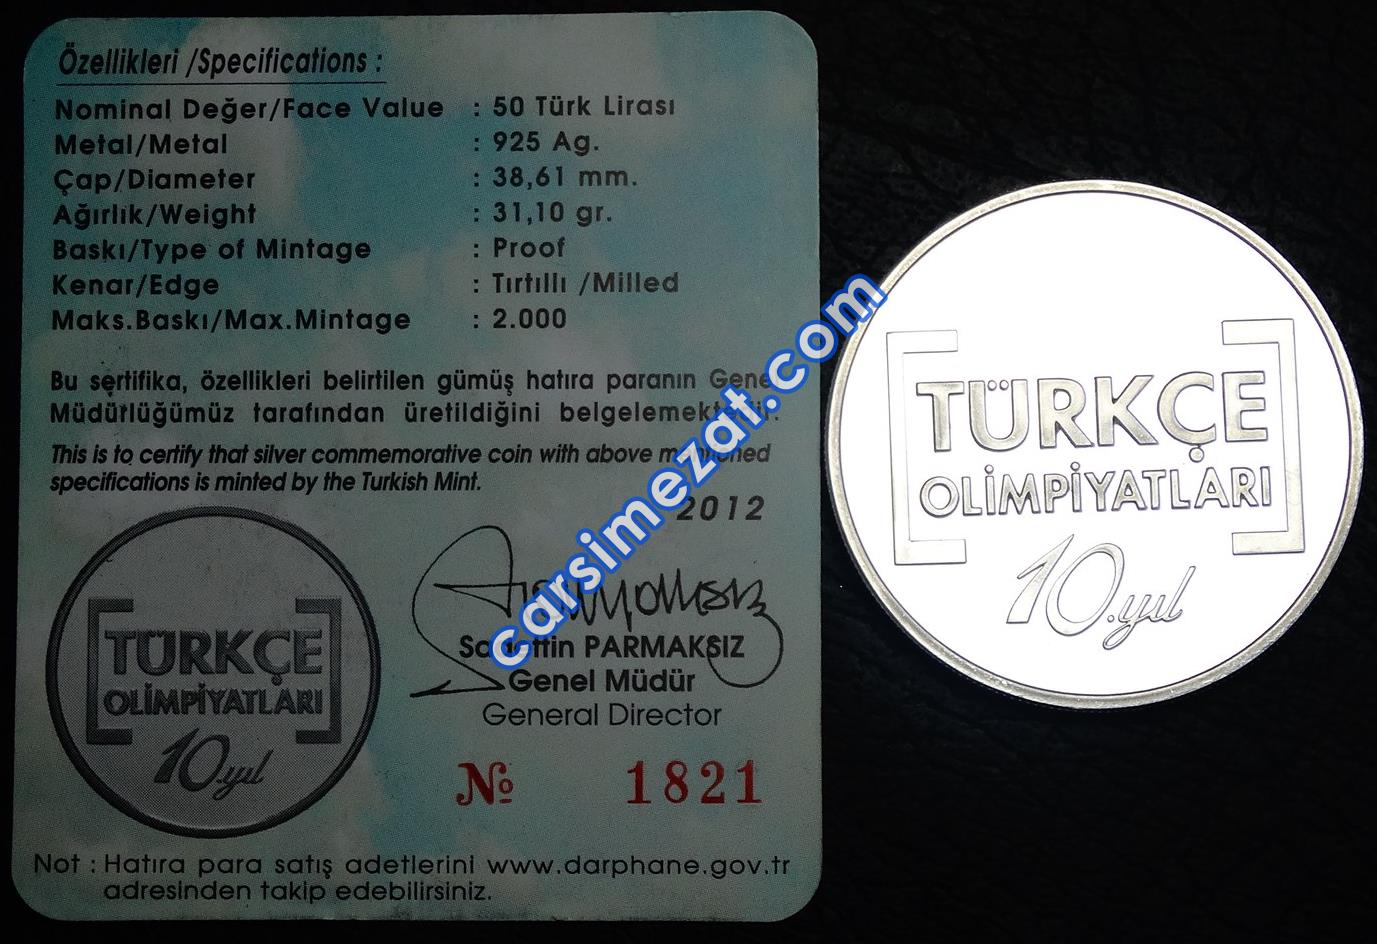 Özellikleri /Specifications :
Nominal Değer/Face Value : 50 Türk Lirası
Metal/Metal : 925 Ag.
Çap/Diameter : 38,61 mm.
Ağırlık/Weight : 31,10 gr.
Baskı/Type of Mintage : Proof
Kenar/Edge : Tırtıllı /Milled
Maks.Baskı/Max.Mintage : 2.000
Bu sertifika, özellikleri belirtilen gümüş hatıra paranın Genel
Müdürlüğümüz tarafından üretildiğini belgelemektedir.
This is to certify that silver commemorative coin with above mentioned
specifications is minted by the Turkish Mint.
2012
PARMAKSIZ
Genel Müdür
General Director
№ 1821
TÜRKÇE
OLİMPİYATLARI
10.yıl
Not : Hatıra para satış adetlerini www.darphane.gov.tr
adresinden takip edebilirsiniz.
TÜRKÇE
OLİMPİYATLARI
10.yıl
carsimezat.com